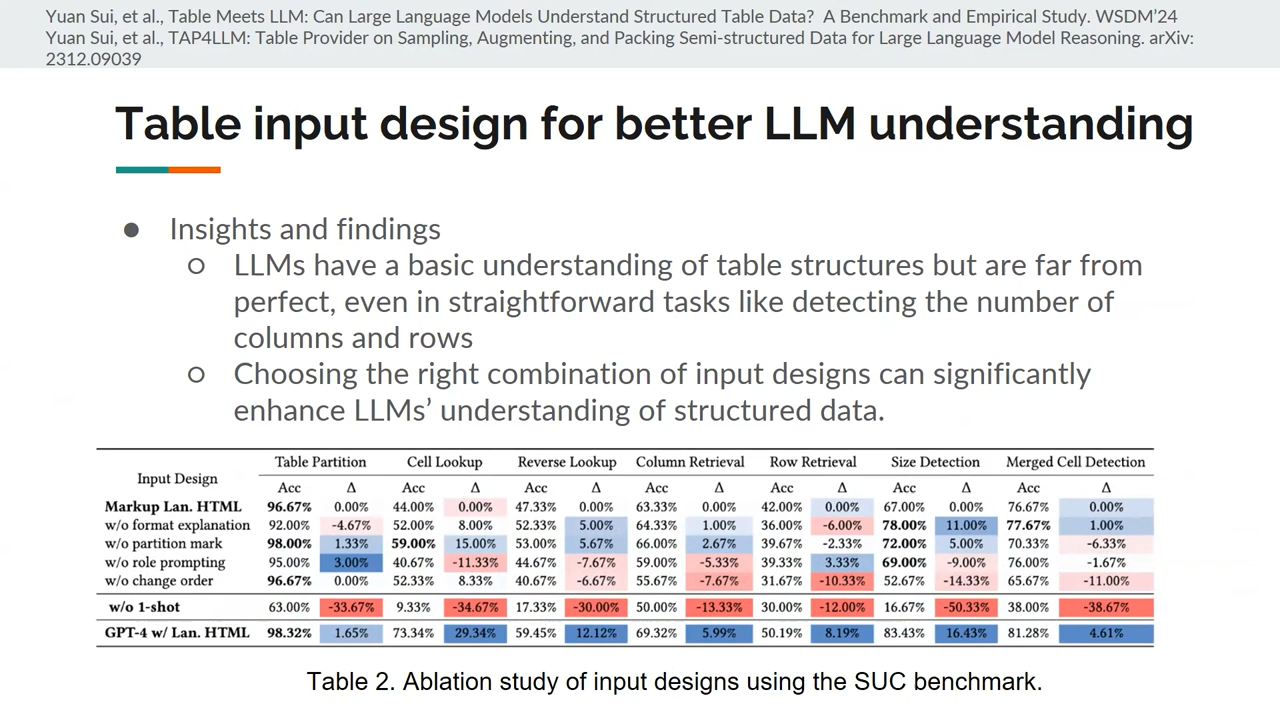 Yuan Sui, et al., Table Meets LLM: Can Large Language Models Understand Structured Table Data? A Benchmark and Empirical Study. WSDM'24
Yuan Sui, et al., TAP4LLM: Table Provider on Sampling, Augmenting, and Packing Semi-structured Data for Large Language Model Reasoning. arXiv:
2312.09039
Table input design for better LLM understanding
● Insights and findings
○ LLMs have a basic understanding of table structures but are far from
perfect, even in straightforward tasks like detecting the number of
columns and rows
○ Choosing the right combination of input designs can significantly
enhance LLMs' understanding of structured data.
Input Design Table Partition Cell Lookup Reverse Lookup Column Retrieval Row Retrieval Size Detection Merged Cell Detection
Acc Δ Acc Δ Acc Δ Acc Δ Acc Δ Acc Δ Acc Δ
Markup Lan. HTML 96.67% 0.00% 44.00% 0.00% 47.33% 0.00% 63.33% 0.00% 42.00% 0.00% 67.00% 0.00% 76.67% 0.00%
w/o format explanation 92.00% -4.67% 52.00% 8.00% 52.33% 5.00% 64.33% 1.00% 36.00% -6.00% 78.00% 11.00% 77.67% 1.00%
w/o partition mark 98.00% 1.33% 59.00% 15.00% 53.00% 5.67% 66.00% 2.67% 39.67% -2.33% 72.00% 5.00% 70.33% -6.33%
w/o role prompting 95.00% 3.00% 40.67% -11.33% 44.67% -7.67% 59.00% -5.33% 39.33% 3.33% 69.00% -9.00% 76.00% -1.67%
w/o change order 96.67% 0.00% 52.33% 8.33% 40.67% -6.67% 55.67% -7.67% 31.67% -10.33% 52.67% -14.33% 65.67% -11.00%
w/o 1-shot 63.00% -33.67% 9.33% -34.67% 17.33% -30.00% 50.00% -13.33% 30.00% -12.00% 16.67% -50.33% 38.00% -38.67%
GPT-4 w/ Lan. HTML 98.32% 1.65% 73.34% 29.34% 59.45% 12.12% 69.32% 5.99% 50.19% 8.19% 83.43% 16.43% 81.28% 4.61%
Table 2. Ablation study of input designs using the SUC benchmark.